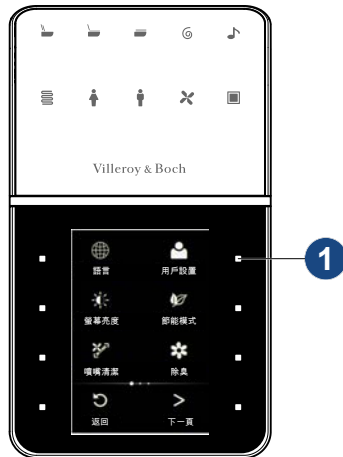 Villeroy & Boch
語言 用戶設置
螢幕亮度 節能模式
噴嘴清潔 除臭
返回 下一頁
1